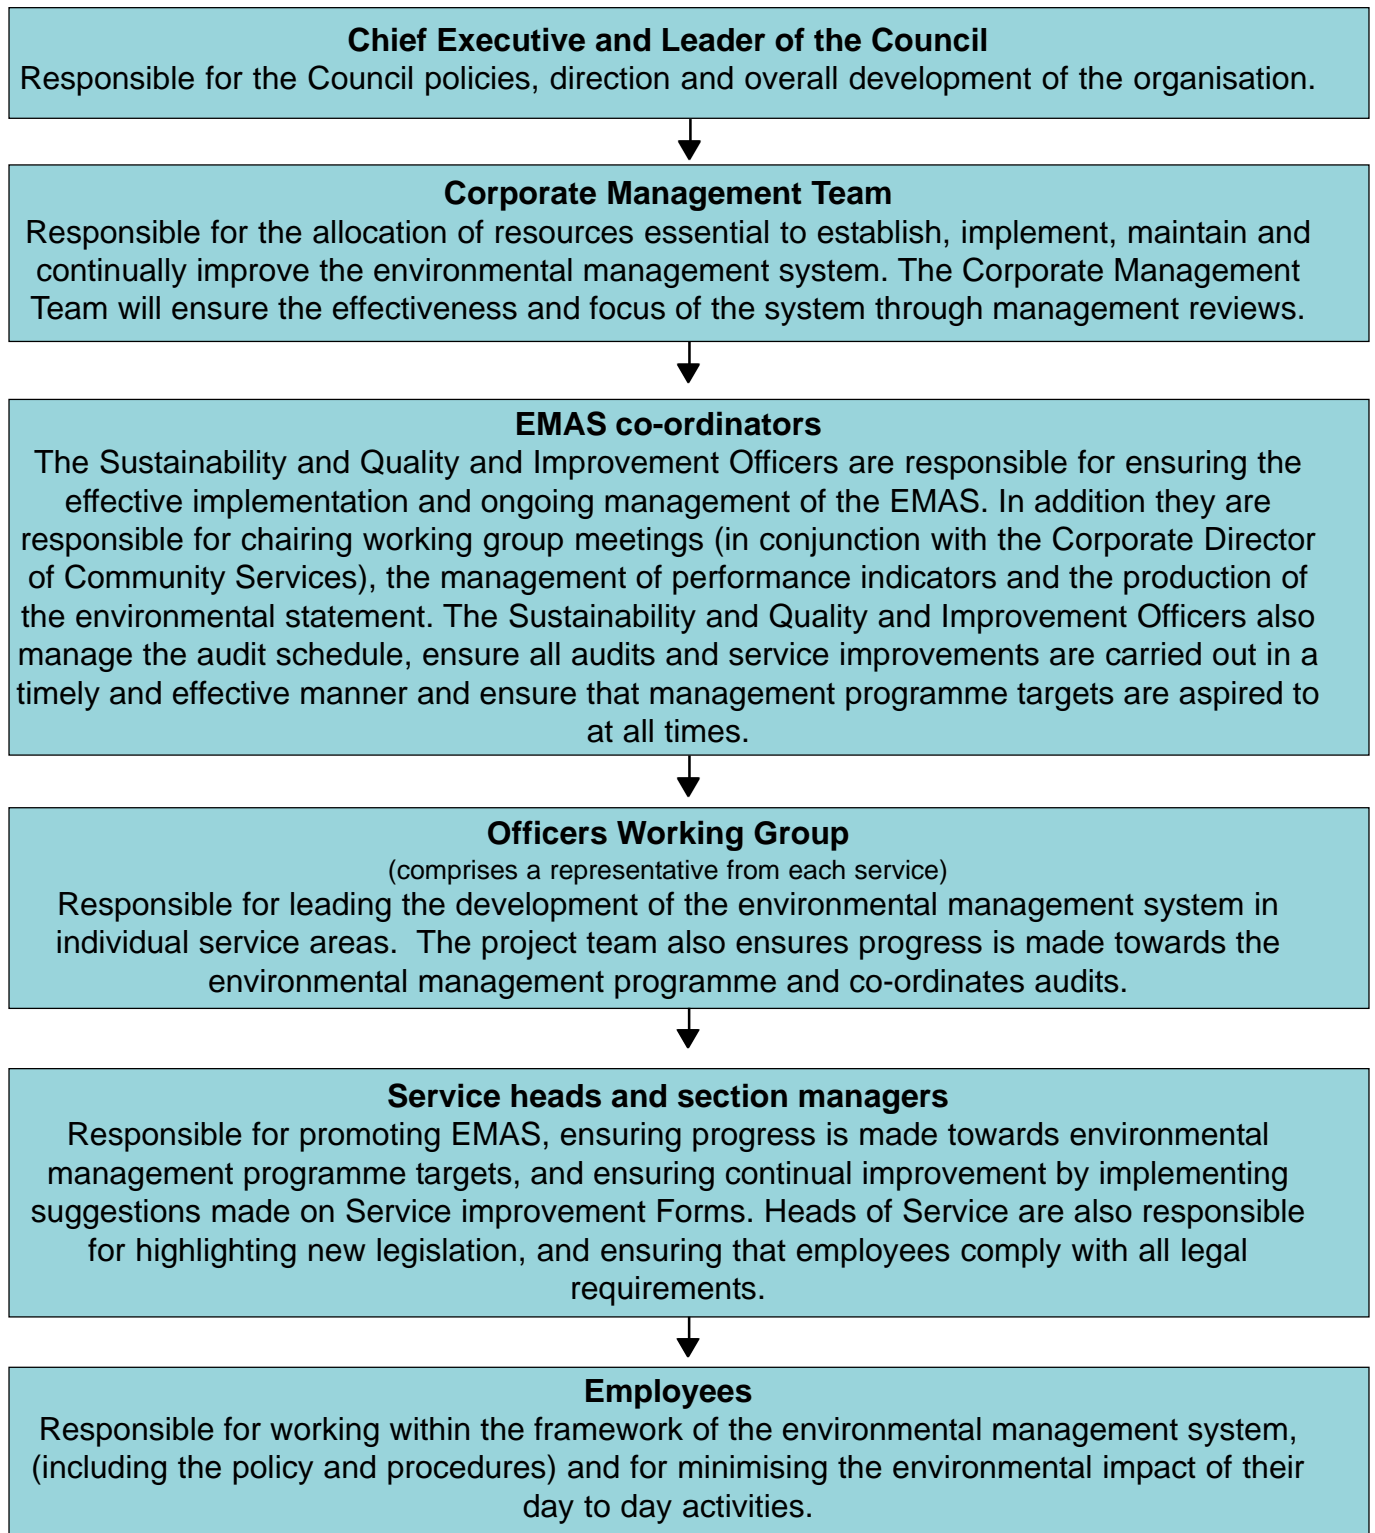 Chief Executive and Leader of the Council
Responsible for the Council policies, direction and overall development of the organisation.
Corporate Management Team
Responsible for the allocation of resources essential to establish, implement, maintain and
continually improve the environmental management system. The Corporate Management
Team will ensure the effectiveness and focus of the system through management reviews.
EMAS co-ordinators
The Sustainability and Quality and Improvement Officers are responsible for ensuring the
effective implementation and ongoing management of the EMAS. In addition they are
responsible for chairing working group meetings (in conjunction with the Corporate Director
of Community Services), the management of performance indicators and the production of
the environmental statement. The Sustainability and Quality and Improvement Officers also
manage the audit schedule, ensure all audits and service improvements are carried out in a
timely and effective manner and ensure that management programme targets are aspired to
at all times.
Officers Working Group
(comprises a representative from each service)
Responsible for leading the development of the environmental management system in
individual service areas.  The project team also ensures progress is made towards the
environmental management programme and co-ordinates audits.
Service heads and section managers
Responsible for promoting EMAS, ensuring progress is made towards environmental
management programme targets, and ensuring continual improvement by implementing
suggestions made on Service improvement Forms. Heads of Service are also responsible
for highlighting new legislation, and ensuring that employees comply with all legal
requirements.
Employees
Responsible for working within the framework of the environmental management system,
(including the policy and procedures) and for minimising the environmental impact of their
day to day activities.